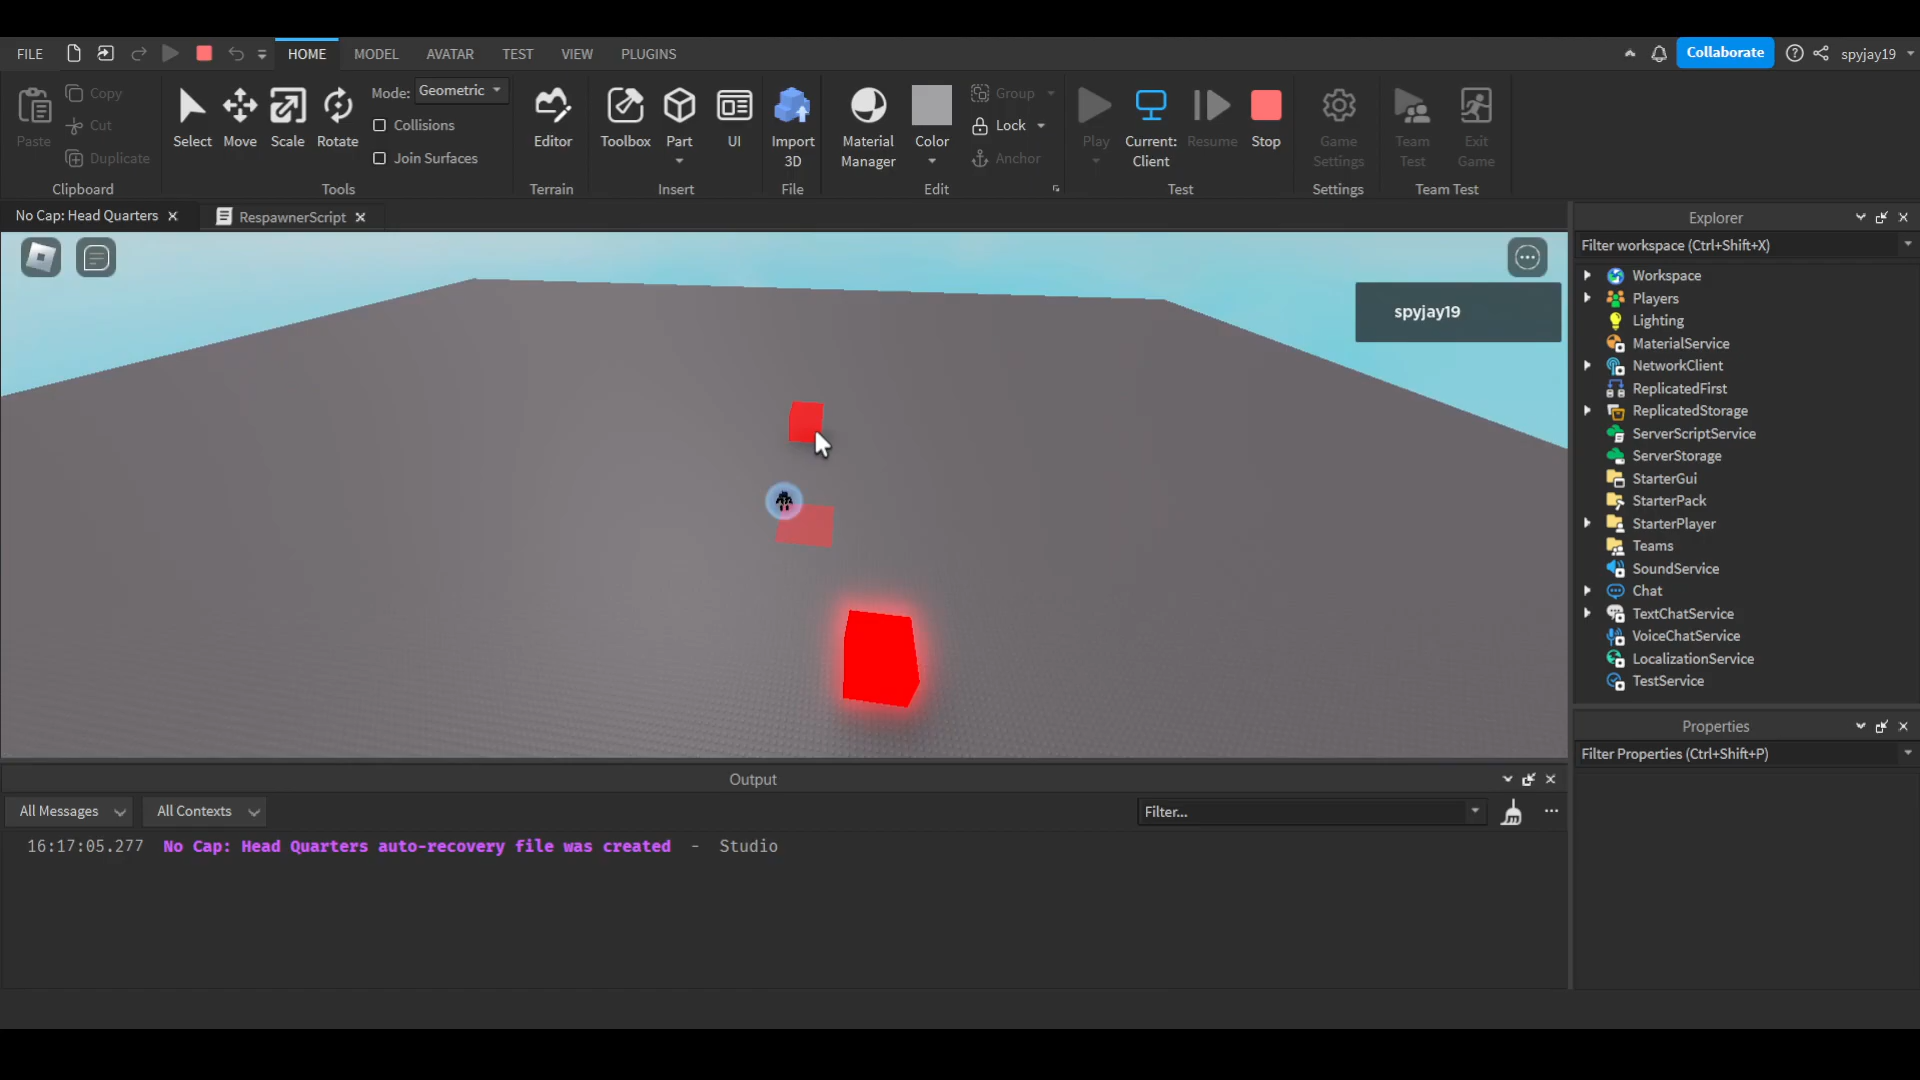 FILE HOME MODEL AVATAR TEST VIEW PLUGINS Collaborate spyjay19
Paste Copy Cut Duplicate Clipboard
Select Move Scale Rotate Mode: Geometric Collisions Join Surfaces Tools
Editor Terrain
Toolbox Part UI Insert
Import 3D File
Material Manager Color Group Lock Anchor Edit
Play Current: Client Resume Stop Test
Game Settings Settings
Team Test Exit Game Team Test
No Cap: Head Quarters RespawnerScript
spyjay19
Explorer
Filter workspace (Ctrl+Shift+X)
Workspace
Players
Lighting
MaterialService
NetworkClient
ReplicatedFirst
ReplicatedStorage
ServerScriptService
ServerStorage
StarterGui
StarterPack
StarterPlayer
Teams
SoundService
Chat
TextChatService
VoiceChatService
LocalizationService
TestService
Properties
Filter Properties (Ctrl+Shift+P)
Output
All Messages All Contexts Filter...
16:17:05.277 No Cap: Head Quarters auto-recovery file was created - Studio